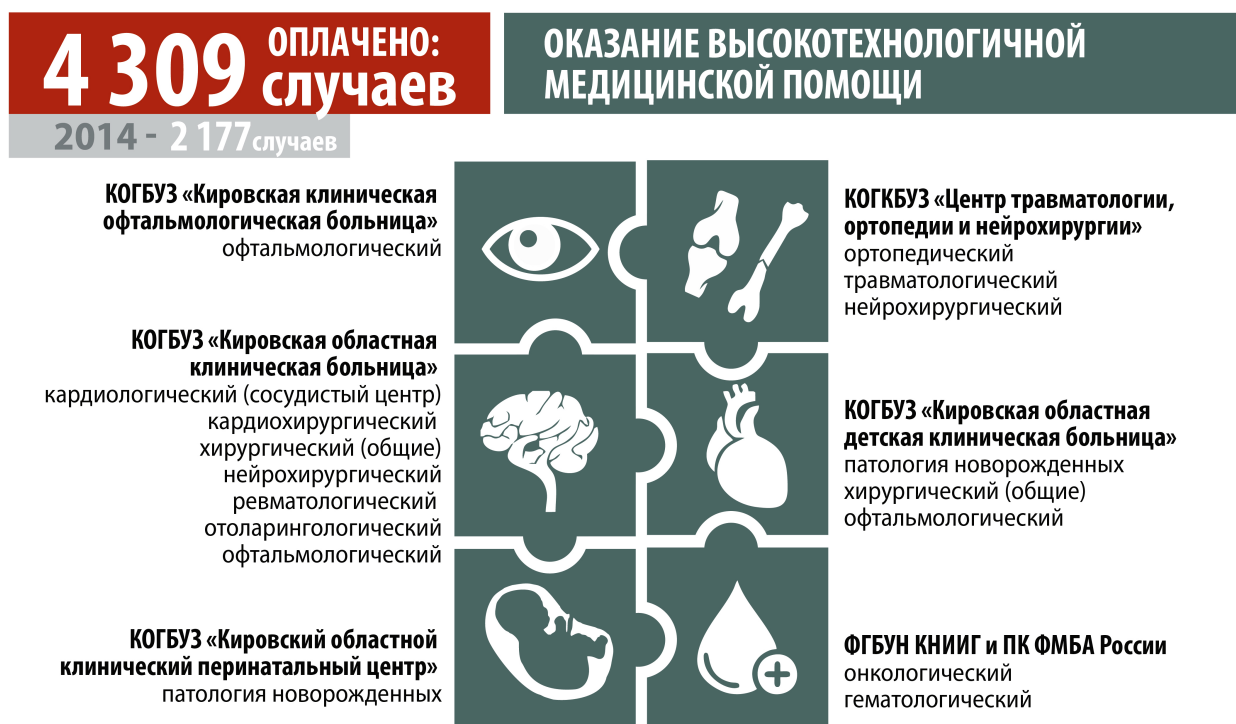 4 309 ОПЛАЧЕНО:
случаев
2014 - 2 177 случаев
ОКАЗАНИЕ ВЫСОКОТЕХНОЛОГИЧНОЙ
МЕДИЦИНСКОЙ ПОМОЩИ
КОГБУЗ «Кировская клиническая
офтальмологическая больница»
офтальмологический
КОГБУЗ «Кировская областная
клиническая больница»
кардиологический (сосудистый центр)
кардиохирургический
хирургический (общие)
нейрохирургический
ревматологический
отоларингологический
офтальмологический
КОГБУЗ «Кировский областной
клинический перинатальный центр»
патология новорожденных
КОГКБУЗ «Центр травматологии,
ортопедии и нейрохирургии»
ортопедический
травматологический
нейрохирургический
КОГБУЗ «Кировская областная
детская клиническая больница»
патология новорожденных
хирургический (общие)
офтальмологический
ФГБУН КНИИГ и ПК ФМБА России
онкологический
гематологический